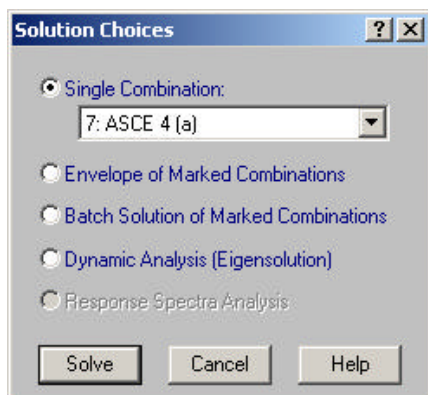 Solution Choices
Single Combination:
7: ASCE 4 (a)
Envelope of Marked Combinations
Batch Solution of Marked Combinations
Dynamic Analysis (Eigensolution)
Response Spectra Analysis
Solve Cancel Help